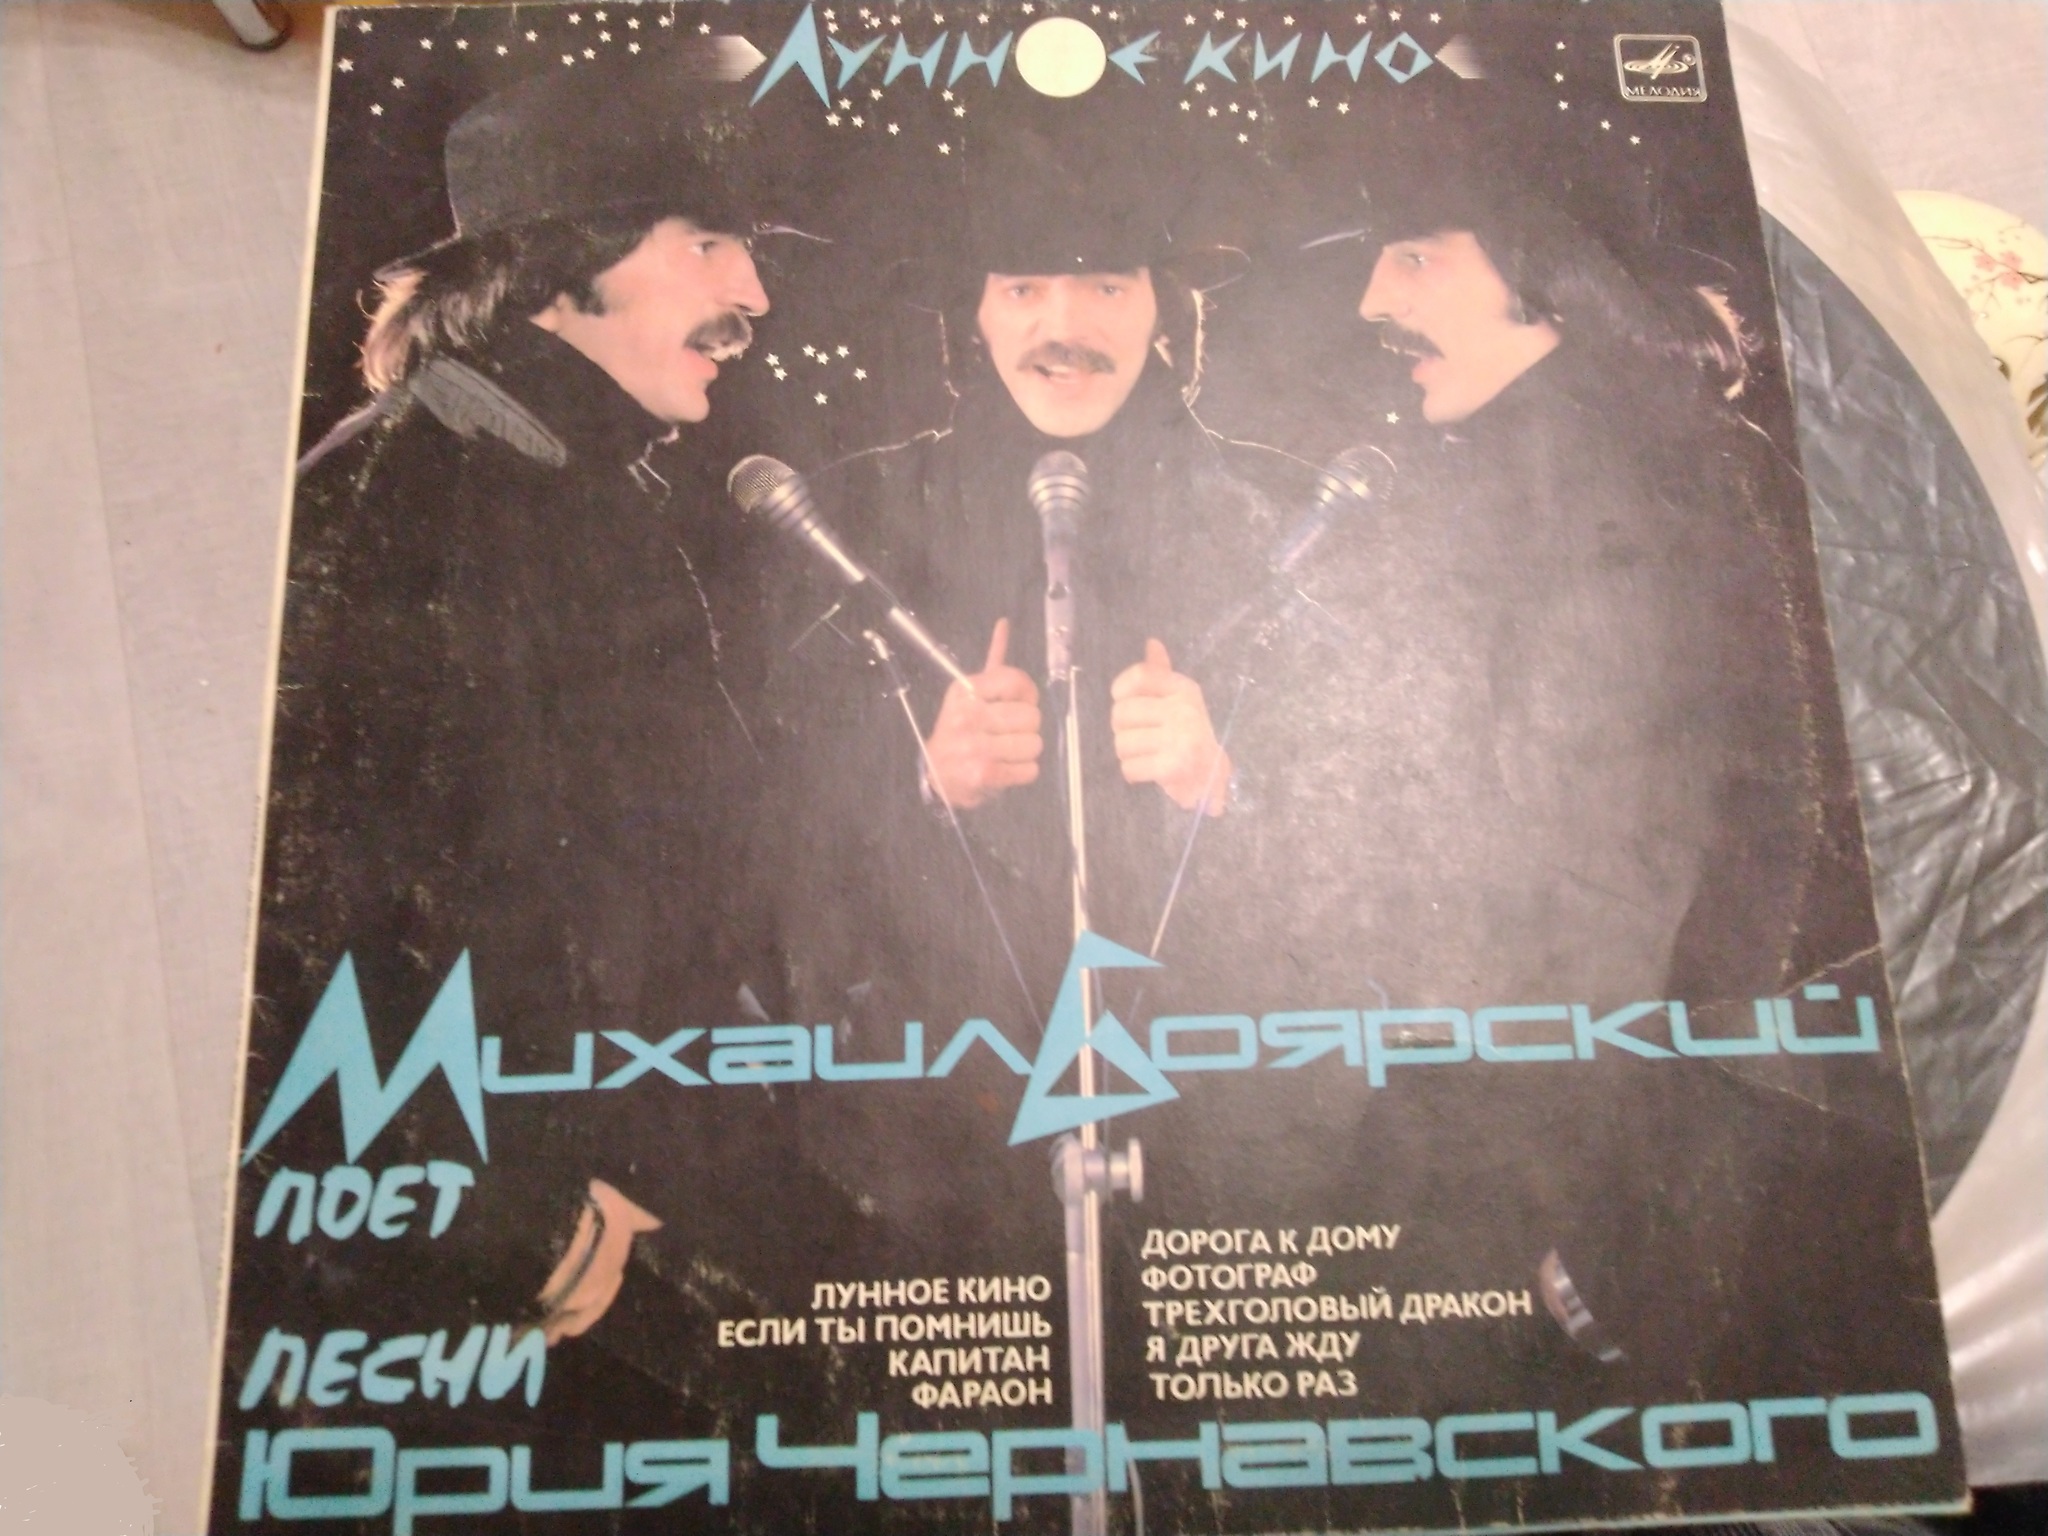 ЛУННОЕ КИНО
МЕЛОДИЯ
Михаил Боярский
ПОЕТ
ПЕСНИ
Юрия Чернавского
ЛУННОЕ КИНО
ЕСЛИ ТЫ ПОМНИШЬ
КАПИТАН
ФАРАОН
ДОРОГА К ДОМУ
ФОТОГРАФ
ТРЕХГОЛОВЫЙ ДРАКОН
Я ДРУГА ЖДУ
ТОЛЬКО РАЗ